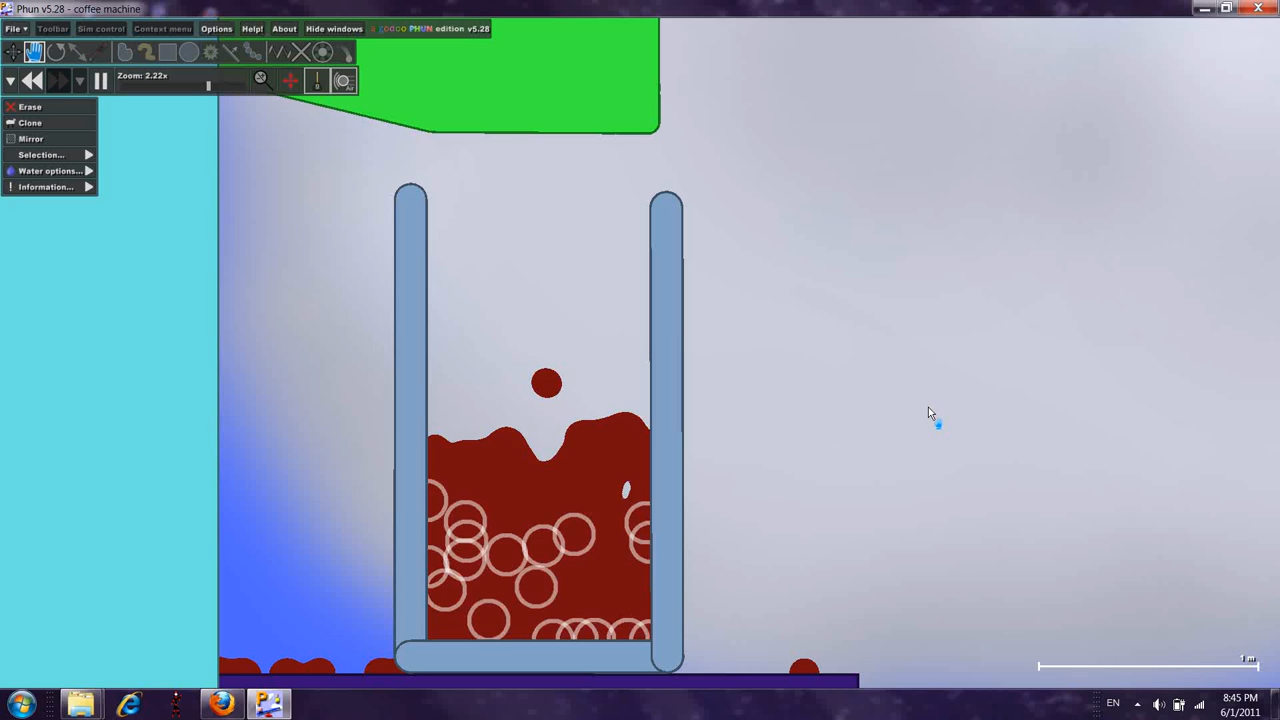 Phun v5.28 - coffee machine
File Toolbar Sim control Context menu Options Help! About Hide windows gooco PHUN edition v5.28
Zoom: 2.22x
Air
Erase
Clone
Mirror
Selection...
Water options...
Information...
1 m
EN 8:45 PM
6/1/2011